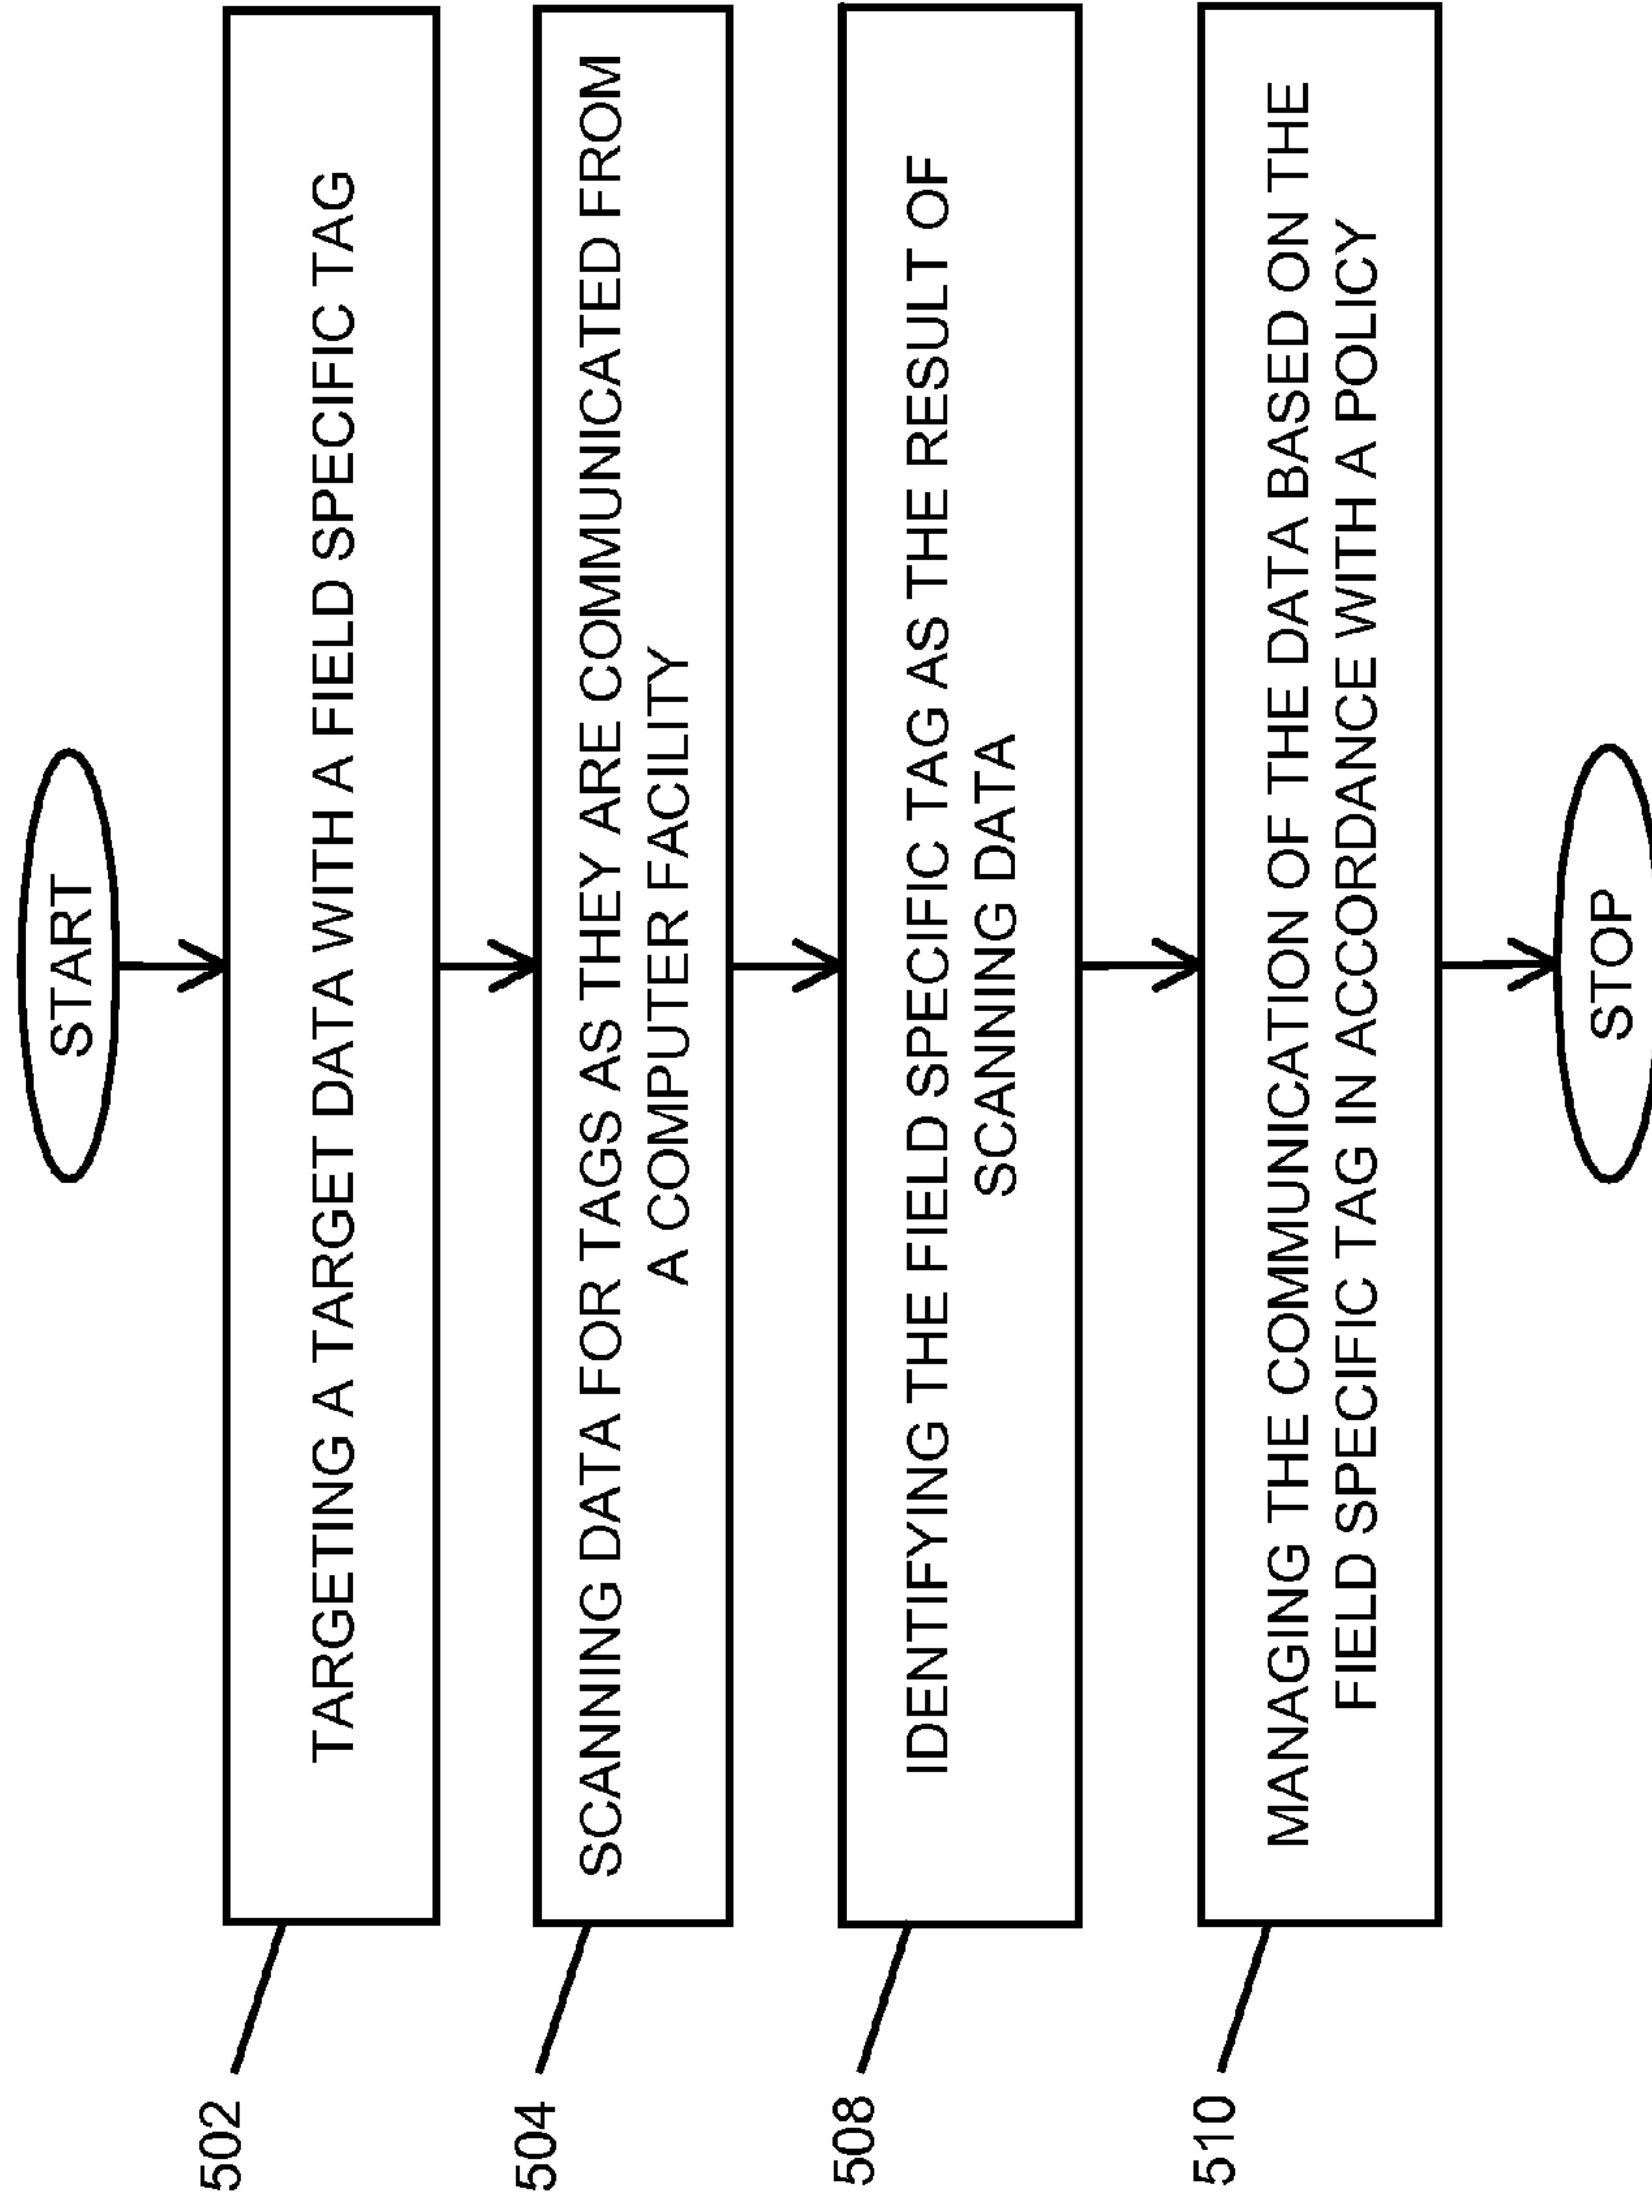 START
502
TARGETING A TARGET DATA WITH A FIELD SPECIFIC TAG
504
SCANNING DATA FOR TAGS AS THEY ARE COMMUNICATED FROM
A COMPUTER FACILITY
508
IDENTIFYING THE FIELD SPECIFIC TAG AS THE RESULT OF
SCANNING DATA
510
MANAGING THE COMMUNICATION OF THE DATA BASED ON THE
FIELD SPECIFIC TAG IN ACCORDANCE WITH A POLICY
STOP